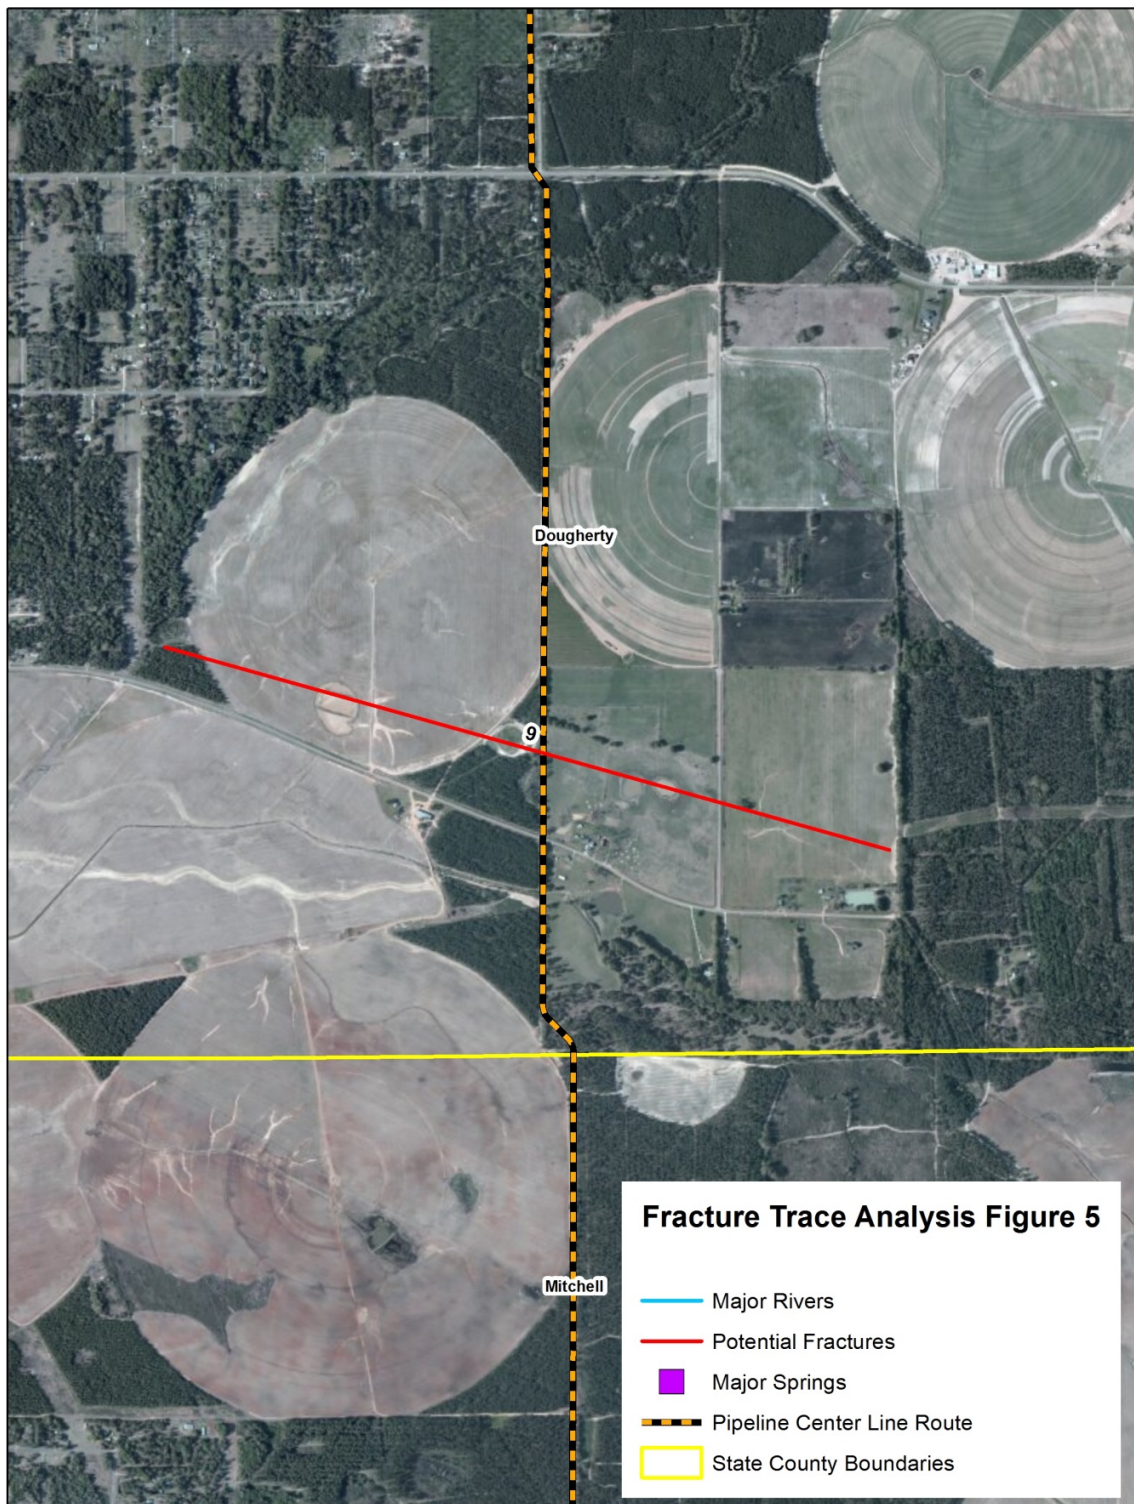 Dougherty
9
Mitchell
Fracture Trace Analysis Figure 5
Major Rivers
Potential Fractures
Major Springs
Pipeline Center Line Route
State County Boundaries